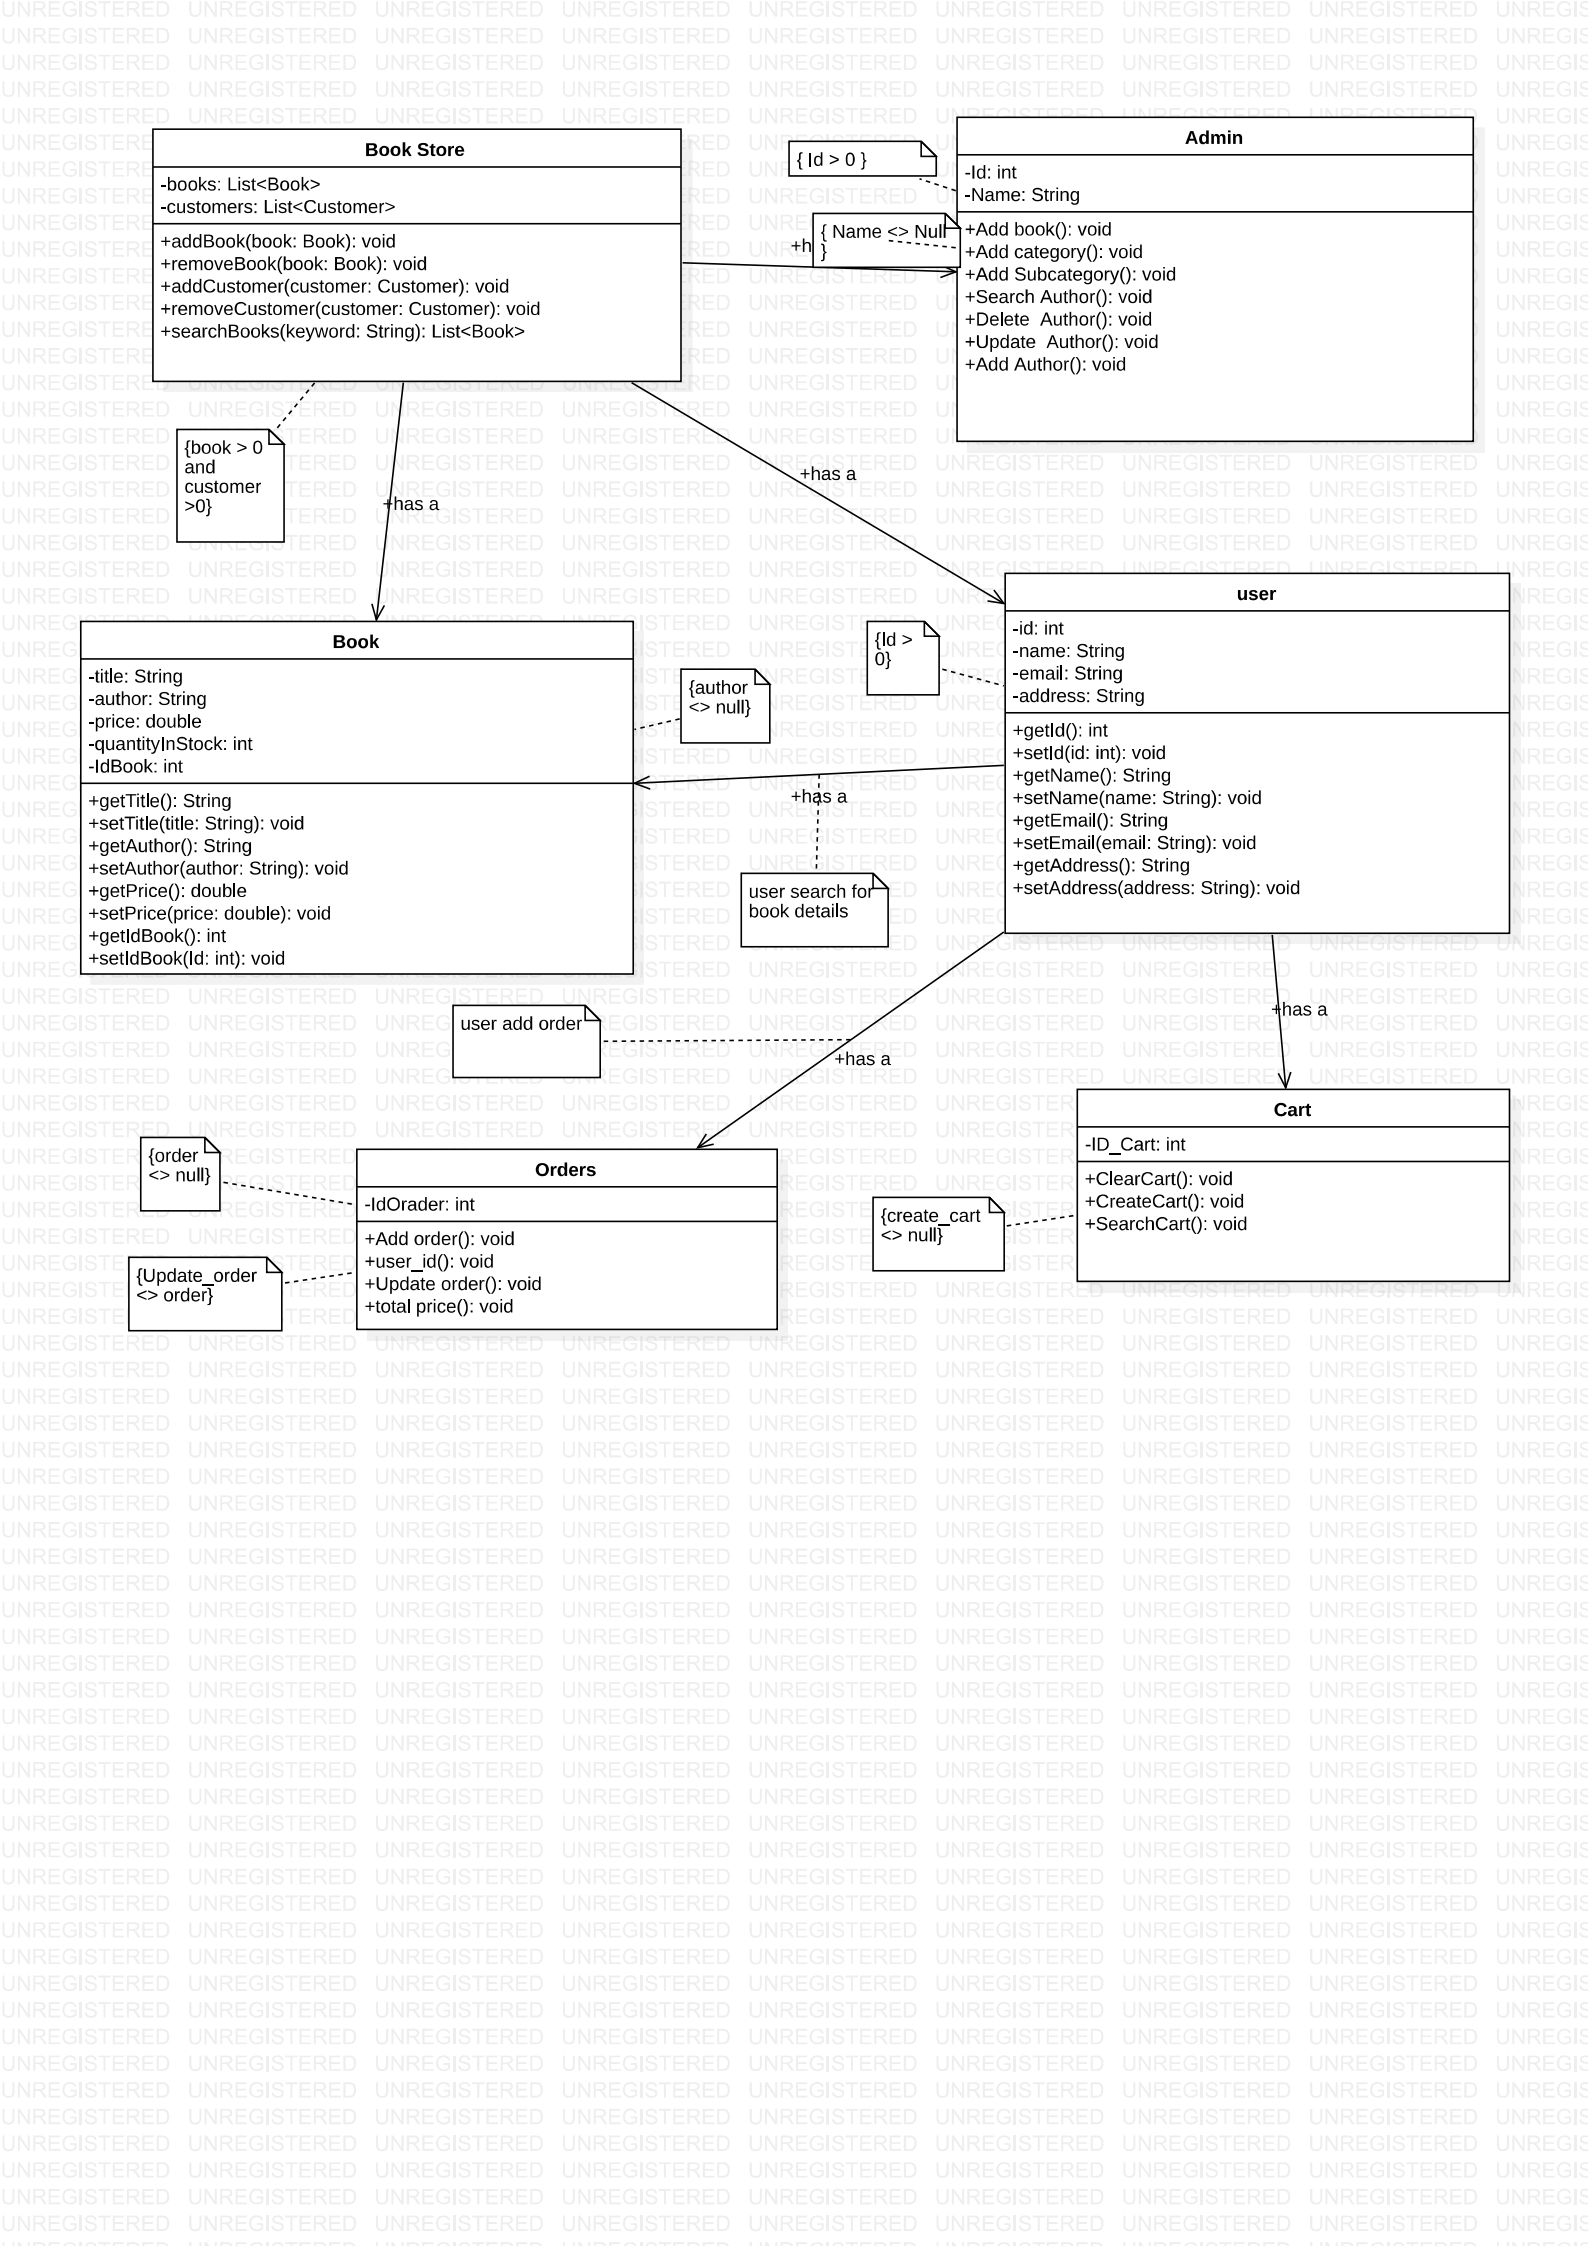 Book Store
-books: List<Book>
-customers: List<Customer>
+addBook(book: Book): void
+removeBook(book: Book): void
+addCustomer(customer: Customer): void
+removeCustomer(customer: Customer): void
+searchBooks(keyword: String): List<Book>
{ Id > 0 }
{ Name <> Null
}
+h
Admin
-Id: int
-Name: String
+Add book(): void
+Add category(): void
+Add Subcategory(): void
+Search Author(): void
+Delete  Author(): void
+Update  Author(): void
+Add Author(): void
{book > 0
and
customer
>0}
+has a
+has a
Book
-title: String
-author: String
-price: double
-quantityInStock: int
-IdBook: int
+getTitle(): String
+setTitle(title: String): void
+getAuthor(): String
+setAuthor(author: String): void
+getPrice(): double
+setPrice(price: double): void
+getIdBook(): int
+setIdBook(Id: int): void
{author
<> null}
{Id >
0}
user
-id: int
-name: String
-email: String
-address: String
+getId(): int
+setId(id: int): void
+getName(): String
+setName(name: String): void
+getEmail(): String
+setEmail(email: String): void
+getAddress(): String
+setAddress(address: String): void
+has a
user search for
book details
user add order
+has a
+has a
{order
<> null}
{Update_order
<> order}
Orders
-IdOrader: int
+Add order(): void
+user_id(): void
+Update order(): void
+total price(): void
{create_cart
<> null}
Cart
-ID_Cart: int
+ClearCart(): void
+CreateCart(): void
+SearchCart(): void